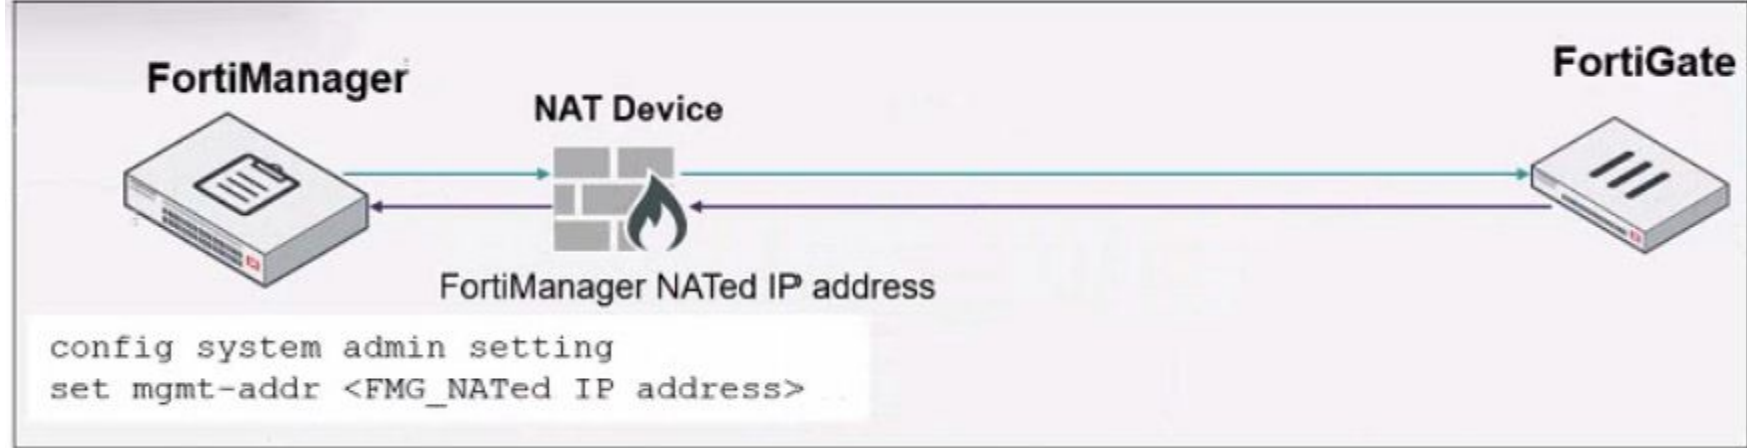 FortiManager
FortiGate
NAT Device
FortiManager NATed IP address
config system admin setting
set mgmt-addr <FMG_NATed IP address>